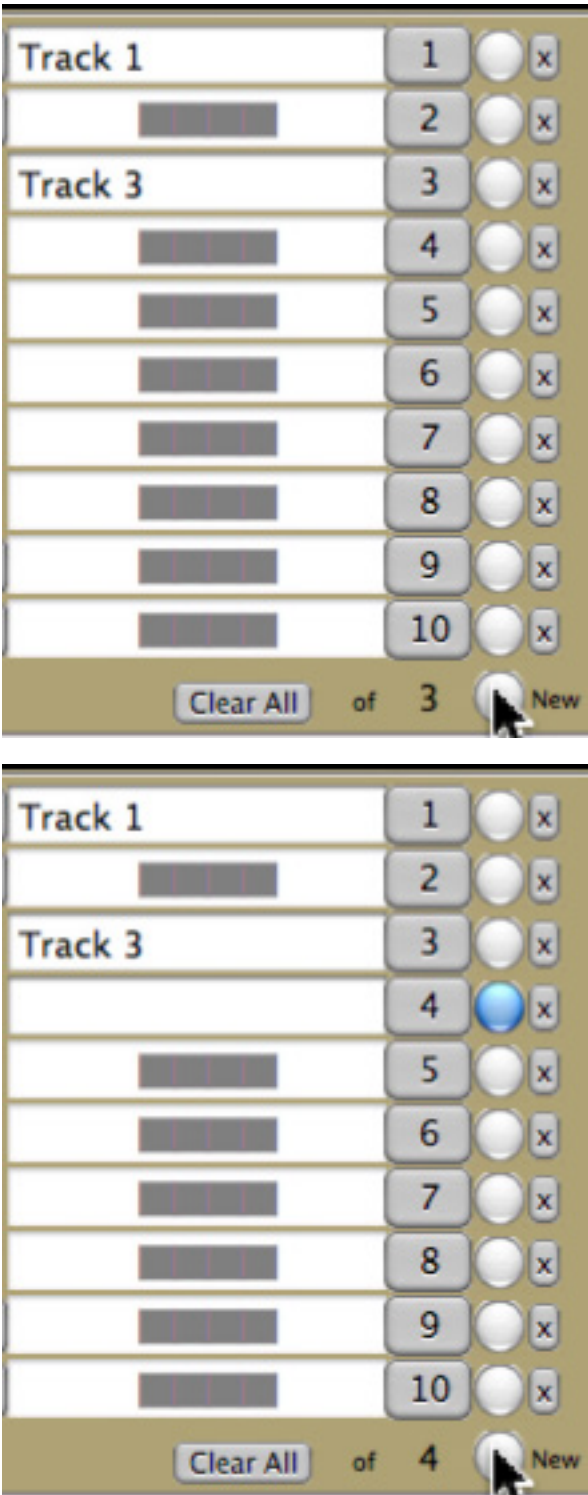 Track 1 1 x
2 x
Track 3 3 x
4 x
5 x
6 x
7 x
8 x
9 x
10 x
Clear All of 3 New
Track 1 1 x
2 x
Track 3 3 x
4 x
5 x
6 x
7 x
8 x
9 x
10 x
Clear All of 4 New